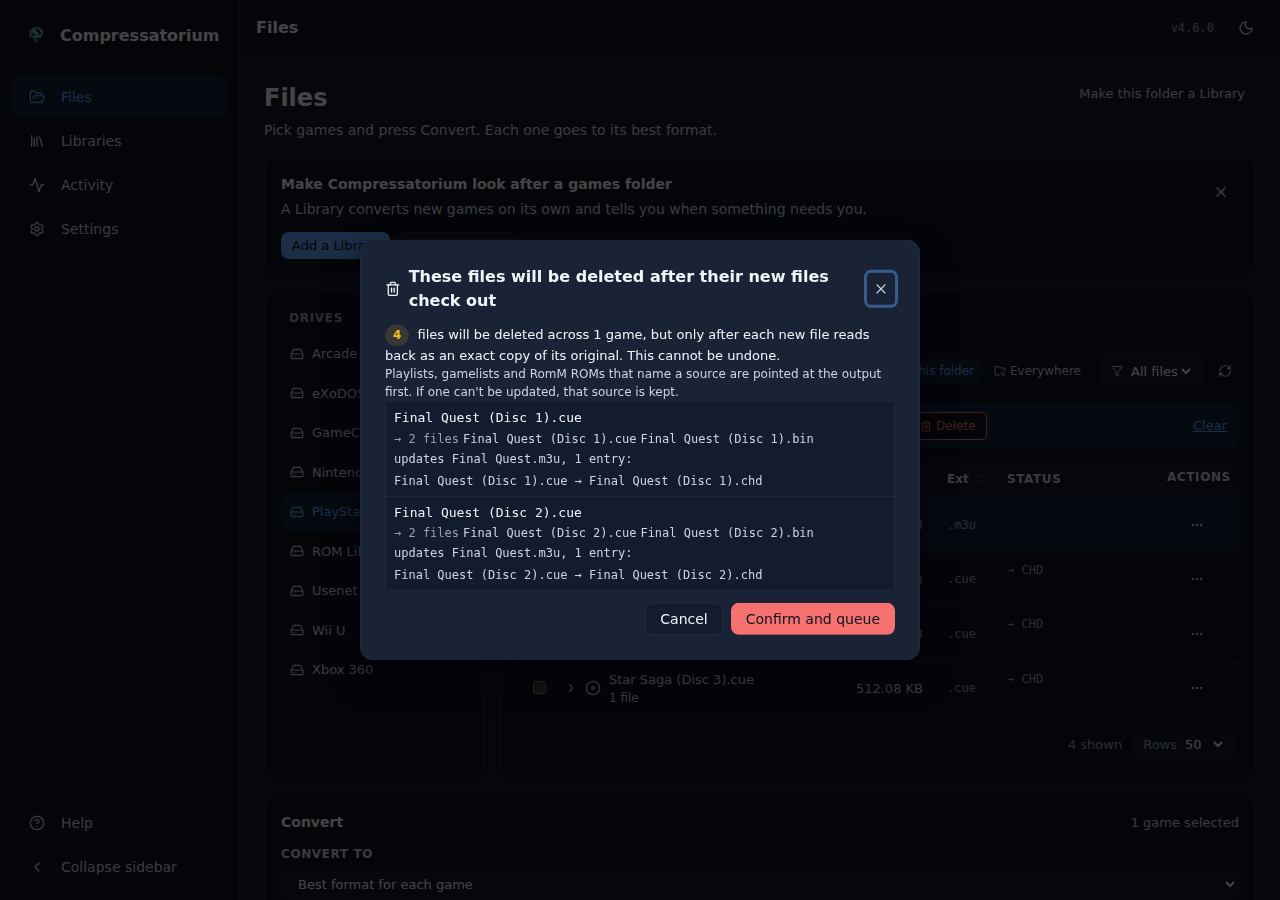 Compressatorium
Files
Libraries
Activity
Settings
Help
Collapse sidebar
Files
v4.6.0
Files
Make this folder a Library
Pick games and press Convert. Each one goes to its best format.
Make Compressatorium look after a games folder
A Library converts new games on its own and tells you when something needs you.
Add a Libra
DRIVES
Arcade
eXoDOS
GameC
Nintend
PlaySta
ROM Lib
Usenet
Wii U
Xbox 360
his folder
Everywhere
All files
Delete
Clear
Ext
STATUS
ACTIONS
.m3u
.cue
→ CHD
.cue
→ CHD
Star Saga (Disc 3).cue
1 file
512.08 KB
.cue
→ CHD
4 shown
Rows 50
Convert
1 game selected
CONVERT TO
Best format for each game
These files will be deleted after their new files
check out
4 files will be deleted across 1 game, but only after each new file reads
back as an exact copy of its original. This cannot be undone.
Playlists, gamelists and RomM ROMs that name a source are pointed at the output
first. If one can't be updated, that source is kept.
Final Quest (Disc 1).cue
→ 2 files Final Quest (Disc 1).cue Final Quest (Disc 1).bin
updates Final Quest.m3u, 1 entry:
Final Quest (Disc 1).cue → Final Quest (Disc 1).chd
Final Quest (Disc 2).cue
→ 2 files Final Quest (Disc 2).cue Final Quest (Disc 2).bin
updates Final Quest.m3u, 1 entry:
Final Quest (Disc 2).cue → Final Quest (Disc 2).chd
Cancel
Confirm and queue